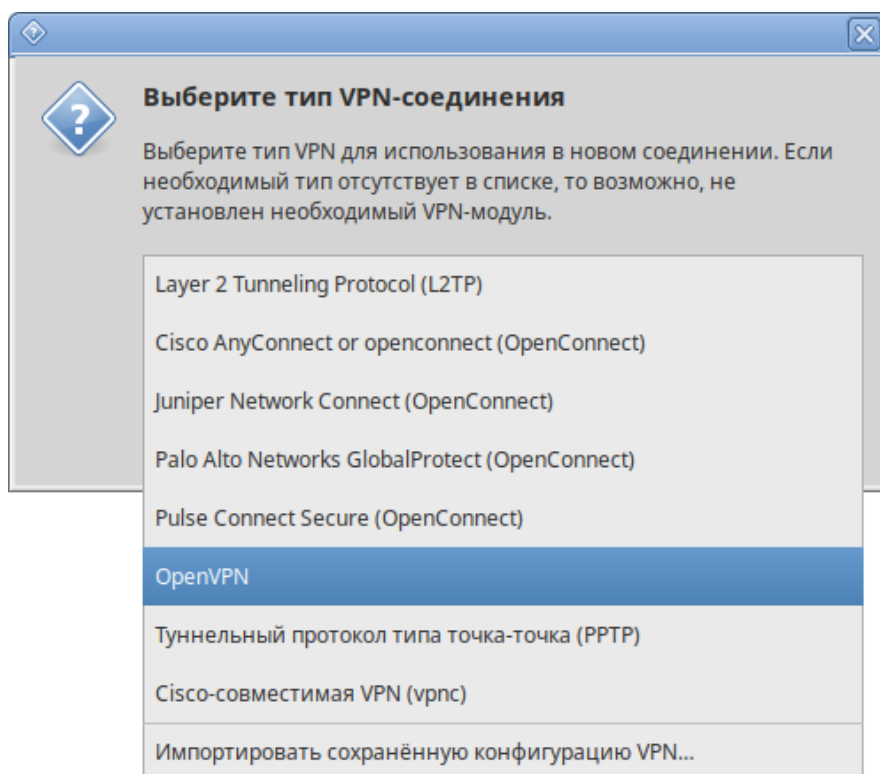 Выберите тип VPN-соединения
Выберите тип VPN для использования в новом соединении. Если
необходимый тип отсутствует в списке, то возможно, не
установлен необходимый VPN-модуль.
Layer 2 Tunneling Protocol (L2TP)
Cisco AnyConnect or openconnect (OpenConnect)
Juniper Network Connect (OpenConnect)
Palo Alto Networks GlobalProtect (OpenConnect)
Pulse Connect Secure (OpenConnect)
OpenVPN
Туннельный протокол типа точка-точка (PPTP)
Cisco-совместимая VPN (vpnc)
Импортировать сохранённую конфигурацию VPN...